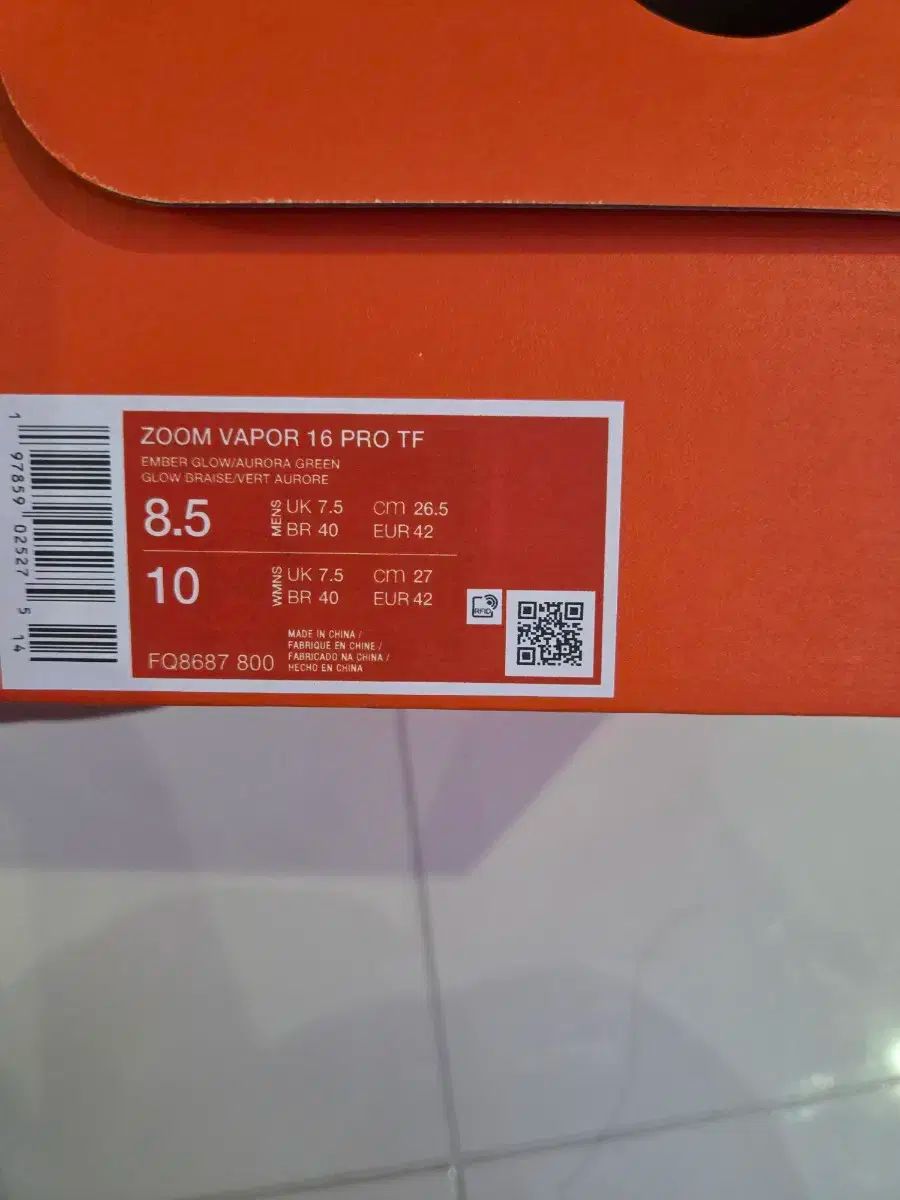 ZOOM VAPOR 16 PRO TF
EMBER GLOW/AURORA GREEN
GLOW BRAISE/VERT AURORE
8.5 MENS UK 7.5 cm 26.5
BR 40 EUR 42
10 WMNS UK 7.5 cm 27
BR 40 EUR 42
RFID
MADE IN CHINA /
FABRIQUÉ EN CHINE /
FABRICADO NA CHINA /
HECHO EN CHINA
FQ8687 800
1 97859 02527 5 14